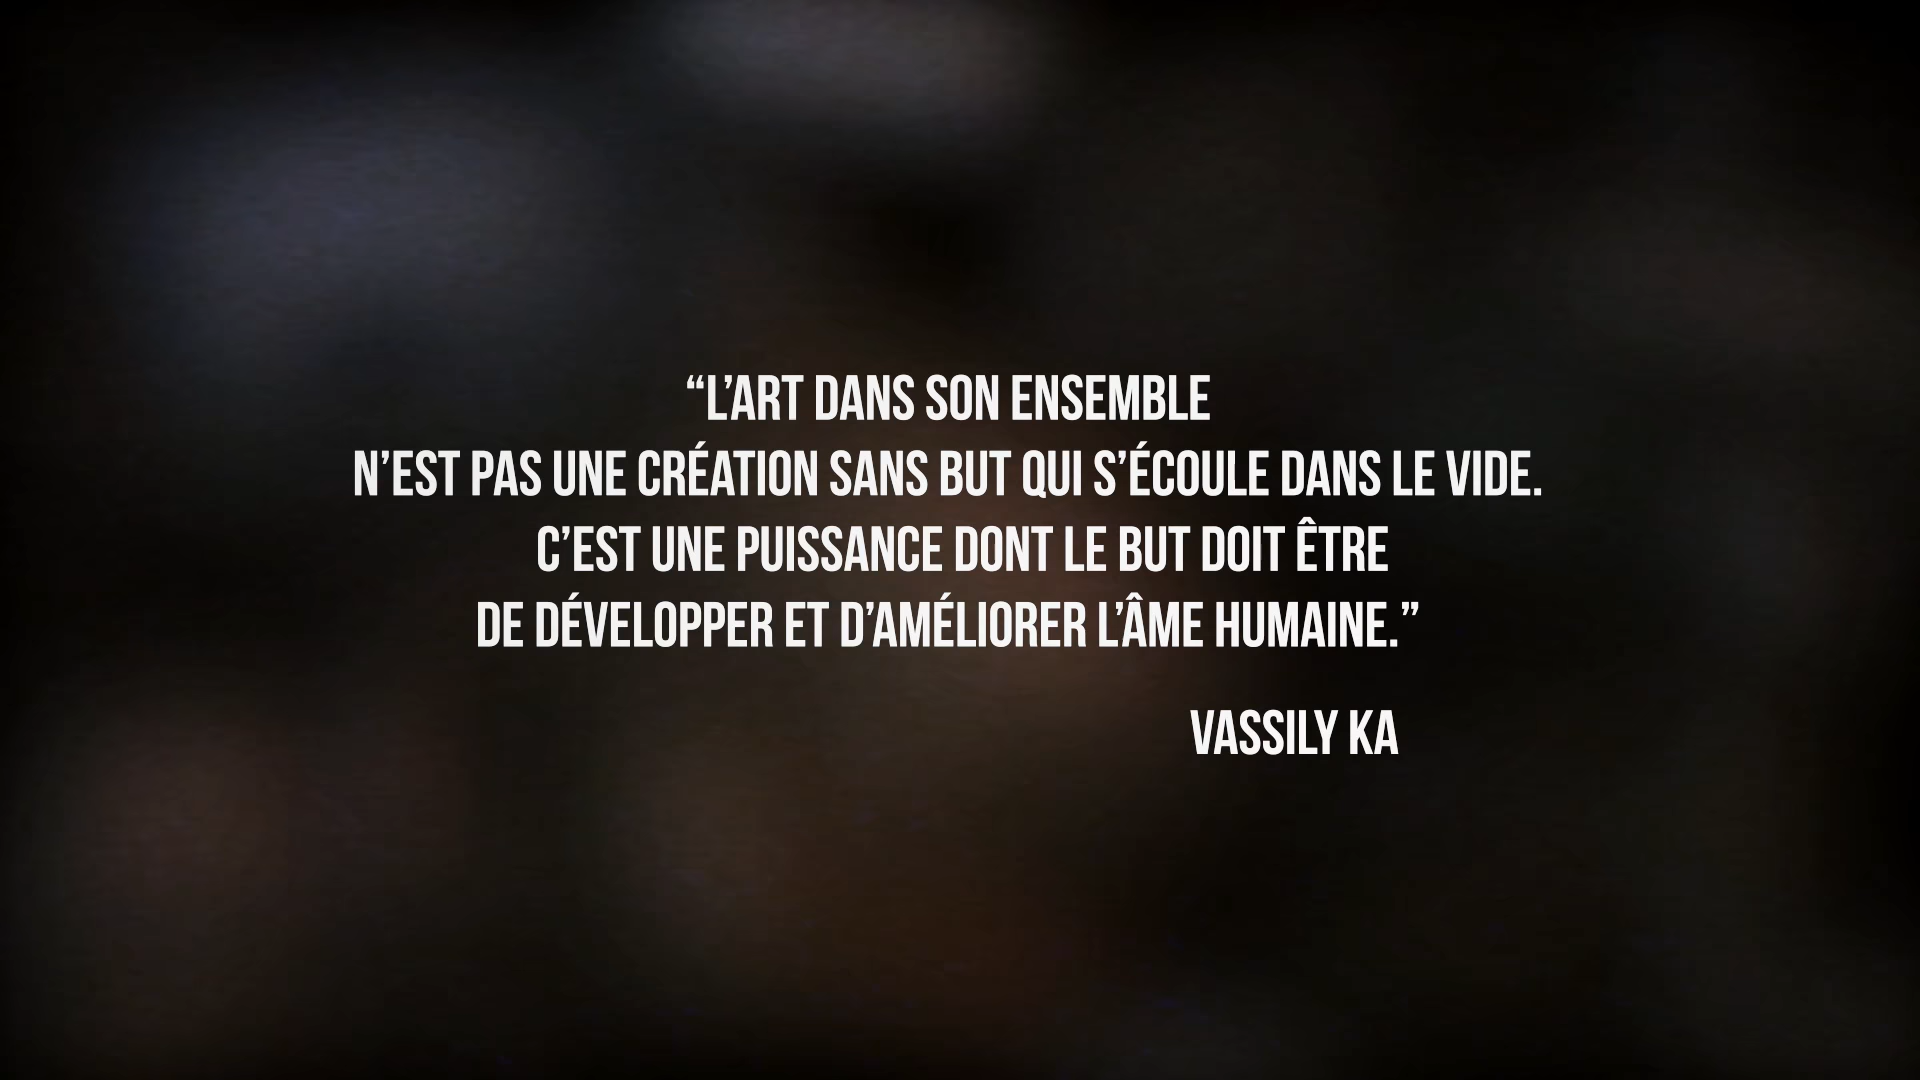 “L’ART DANS SON ENSEMBLE
N’EST PAS UNE CRÉATION SANS BUT QUI S’ÉCOULE DANS LE VIDE.
C’EST UNE PUISSANCE DONT LE BUT DOIT ÊTRE
DE DÉVELOPPER ET D’AMÉLIORER L’ÂME HUMAINE.”
VASSILY KA